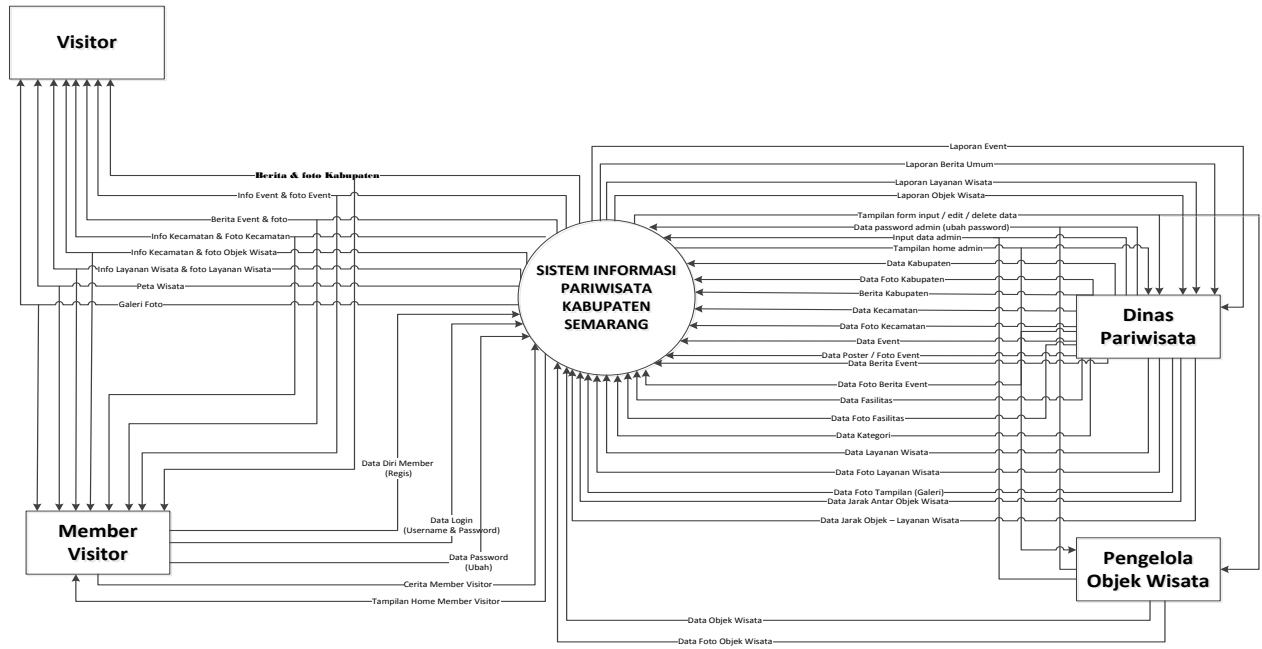 Visitor
Berita & foto Kabupaten
Info Event & foto Event
Berita Event & foto
Info Kecamatan & Foto Kecamatan
Info Kecamatan & foto Objek Wisata
Info Layanan Wisata & foto Layanan Wisata
Peta Wisata
Galeri Foto
SISTEM INFORMASI
PARIWISATA
KABUPATEN
SEMARANG
Laporan Event
Laporan Berita Umum
Laporan Layanan Wisata
Laporan Objek Wisata
Tampilan form input / edit / delete data
Data password admin (ubah password)
Input data admin
Tampilan home admin
Data Kabupaten
Data Foto Kabupaten
Berita Kabupaten
Data Kecamatan
Data Foto Kecamatan
Data Event
Data Poster / Foto Event
Data Berita Event
Data Foto Berita Event
Data Fasilitas
Data Foto Fasilitas
Data Kategori
Data Layanan Wisata
Data Foto Layanan Wisata
Data Foto Tampilan (Galeri)
Data Jarak Antar Objek Wisata
Data Jarak Objek – Layanan Wisata
Dinas
Pariwisata
Data Diri Member
(Regis)
Data Login
(Username & Password)
Data Password
(Ubah)
Member
Visitor
Cerita Member Visitor
Tampilan Home Member Visitor
Pengelola
Objek Wisata
Data Objek Wisata
Data Foto Objek Wisata